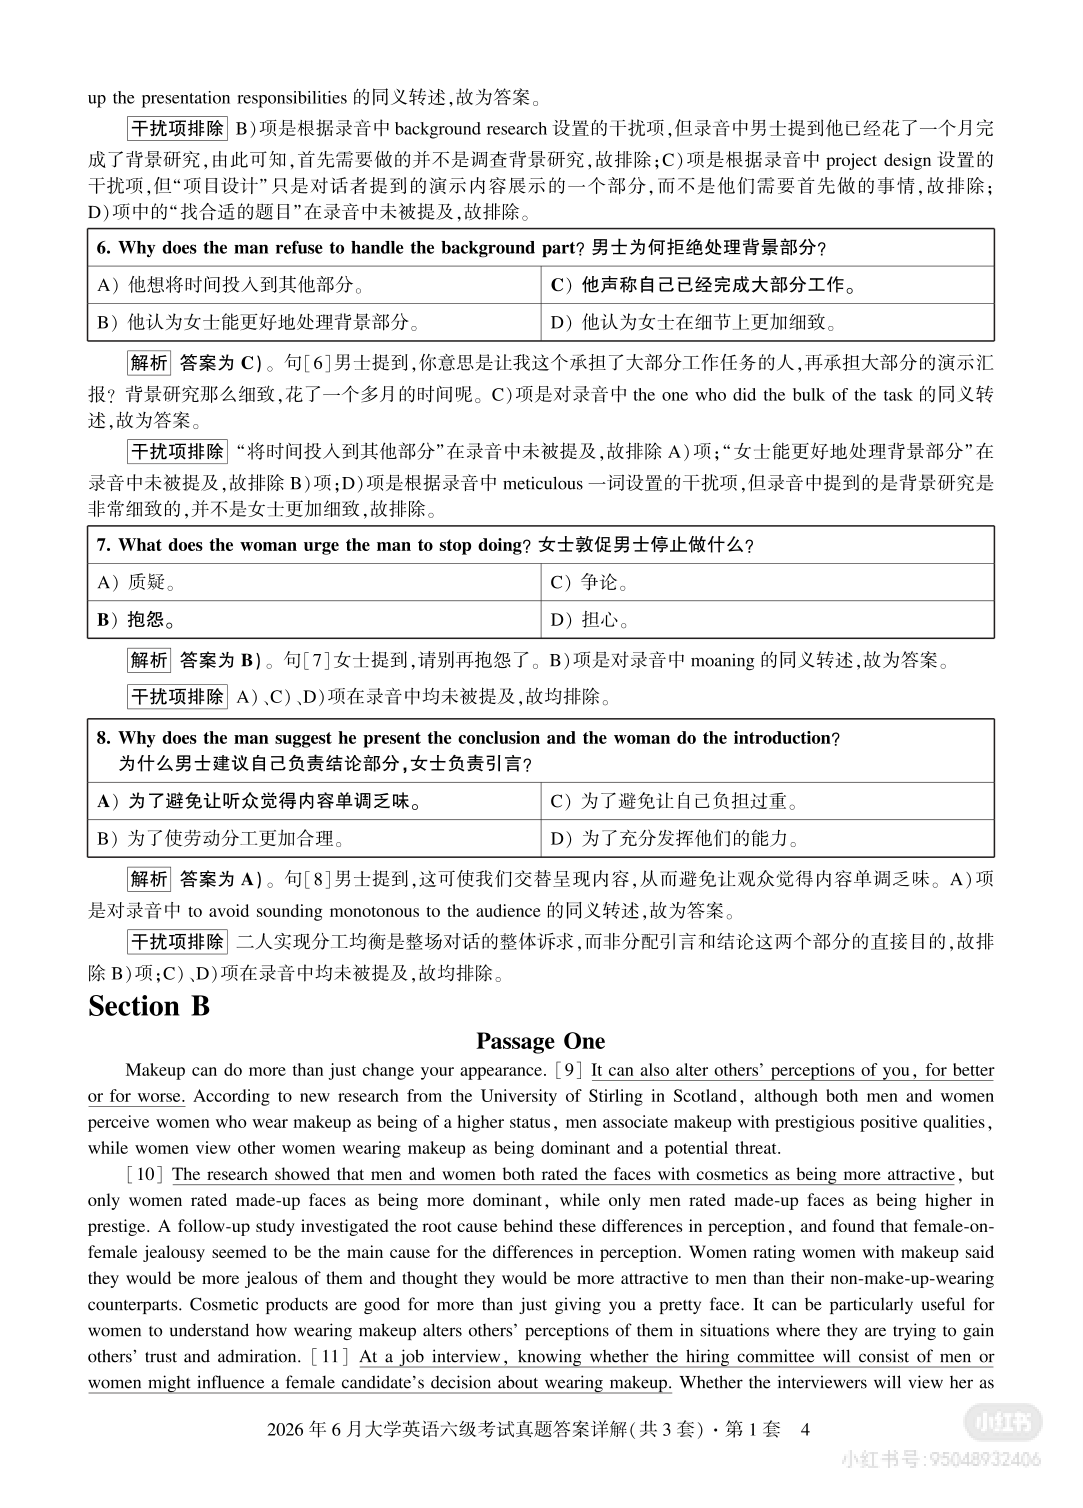 up the presentation responsibilities 的同义转述,故为答案。
干扰项排除 B)项是根据录音中 background research 设置的干扰项,但录音中男士提到他已经花了一个月完
成了背景研究,由此可知,首先需要做的并不是调查背景研究,故排除;C)项是根据录音中 project design 设置的
干扰项,但“项目设计”只是对话者提到的演示内容展示的一个部分,而不是他们需要首先做的事情,故排除;
D)项中的“找合适的题目”在录音中未被提及,故排除。
6. Why does the man refuse to handle the background part? 男士为何拒绝处理背景部分?
A) 他想将时间投入到其他部分。
C) 他声称自己已经完成大部分工作。
B) 他认为女士能更好地处理背景部分。
D) 他认为女士在细节上更加细致。
解析 答案为 C)。句[6]男士提到,你意思是让我这个承担了大部分工作任务的人,再承担大部分的演示汇
报? 背景研究那么细致,花了一个多月的时间呢。C)项是对录音中 the one who did the bulk of the task 的同义转
述,故为答案。
干扰项排除 “将时间投入到其他部分”在录音中未被提及,故排除 A)项;“女士能更好地处理背景部分”在
录音中未被提及,故排除 B)项;D)项是根据录音中 meticulous 一词设置的干扰项,但录音中提到的是背景研究是
非常细致的,并不是女士更加细致,故排除。
7. What does the woman urge the man to stop doing? 女士敦促男士停止做什么?
A) 质疑。
C) 争论。
B) 抱怨。
D) 担心。
解析 答案为 B)。句[7]女士提到,请别再抱怨了。B)项是对录音中 moaning 的同义转述,故为答案。
干扰项排除 A)、C)、D)项在录音中均未被提及,故均排除。
8. Why does the man suggest he present the conclusion and the woman do the introduction?
为什么男士建议自己负责结论部分,女士负责引言?
A) 为了避免让听众觉得内容单调乏味。
C) 为了避免让自己负担过重。
B) 为了使劳动分工更加合理。
D) 为了充分发挥他们的能力。
解析 答案为 A)。句[8]男士提到,这可使我们交替呈现内容,从而避免让观众觉得内容单调乏味。A)项
是对录音中 to avoid sounding monotonous to the audience 的同义转述,故为答案。
干扰项排除 二人实现分工均衡是整场对话的整体诉求,而非分配引言和结论这两个部分的直接目的,故排
除 B)项;C)、D)项在录音中均未被提及,故均排除。
Section B
Passage One
Makeup can do more than just change your appearance. [9] It can also alter others’ perceptions of you, for better
or for worse. According to new research from the University of Stirling in Scotland, although both men and women
perceive women who wear makeup as being of a higher status, men associate makeup with prestigious positive qualities,
while women view other women wearing makeup as being dominant and a potential threat.
[10] The research showed that men and women both rated the faces with cosmetics as being more attractive, but
only women rated made-up faces as being more dominant, while only men rated made-up faces as being higher in
prestige. A follow-up study investigated the root cause behind these differences in perception, and found that female-on-
female jealousy seemed to be the main cause for the differences in perception. Women rating women with makeup said
they would be more jealous of them and thought they would be more attractive to men than their non-make-up-wearing
counterparts. Cosmetic products are good for more than just giving you a pretty face. It can be particularly useful for
women to understand how wearing makeup alters others’ perceptions of them in situations where they are trying to gain
others’ trust and admiration. [11] At a job interview, knowing whether the hiring committee will consist of men or
women might influence a female candidate’s decision about wearing makeup. Whether the interviewers will view her as
2026 年 6 月大学英语六级考试真题答案详解(共 3 套)·第 1 套 4
小红书
小红书号:95048932406